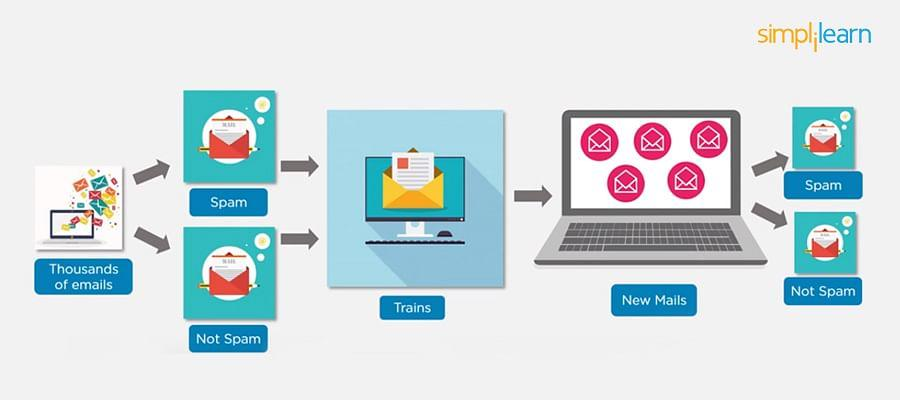 simplilearn
Spam
Thousands
of emails
Not Spam
Trains
New Mails
Spam
Not Spam